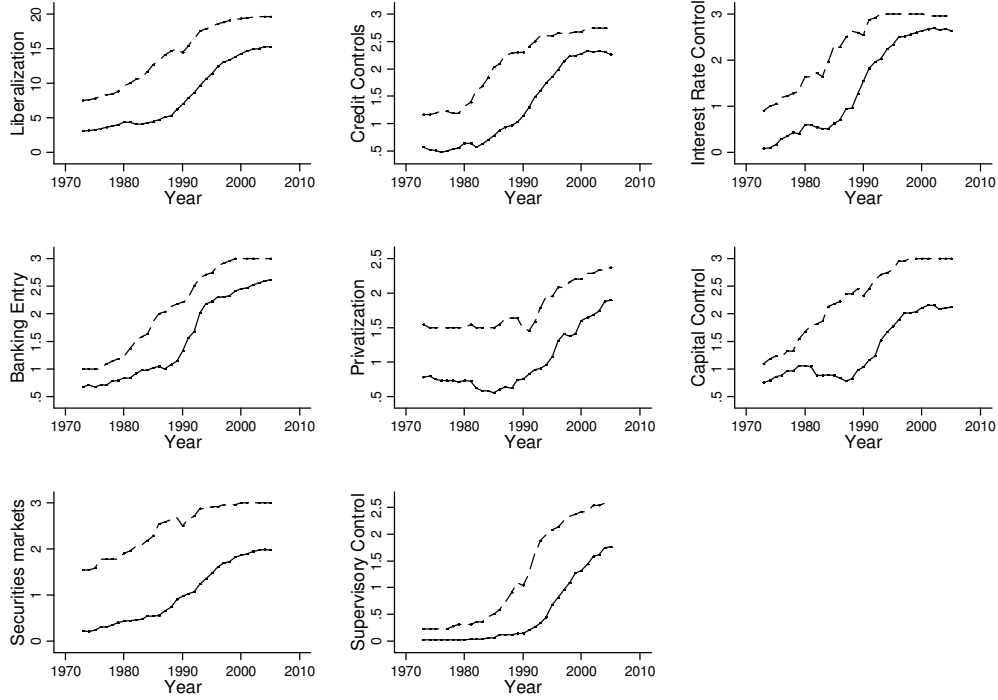 Liberalization
20
15
10
5
0
1970 1980 1990 2000 2010
Year
Credit Controls
3
2.5
2
1.5
1
.5
1970 1980 1990 2000 2010
Year
Interest Rate Control
3
2
1
0
1970 1980 1990 2000 2010
Year
Banking Entry
3
2.5
2
1.5
1
.5
1970 1980 1990 2000 2010
Year
Privatization
2.5
2
1.5
1
.5
1970 1980 1990 2000 2010
Year
Capital Control
3
2.5
2
1.5
1
.5
1970 1980 1990 2000 2010
Year
Securities markets
3
2
1
0
1970 1980 1990 2000 2010
Year
Supervisory Control
2.5
2
1.5
1
.5
0
1970 1980 1990 2000 2010
Year